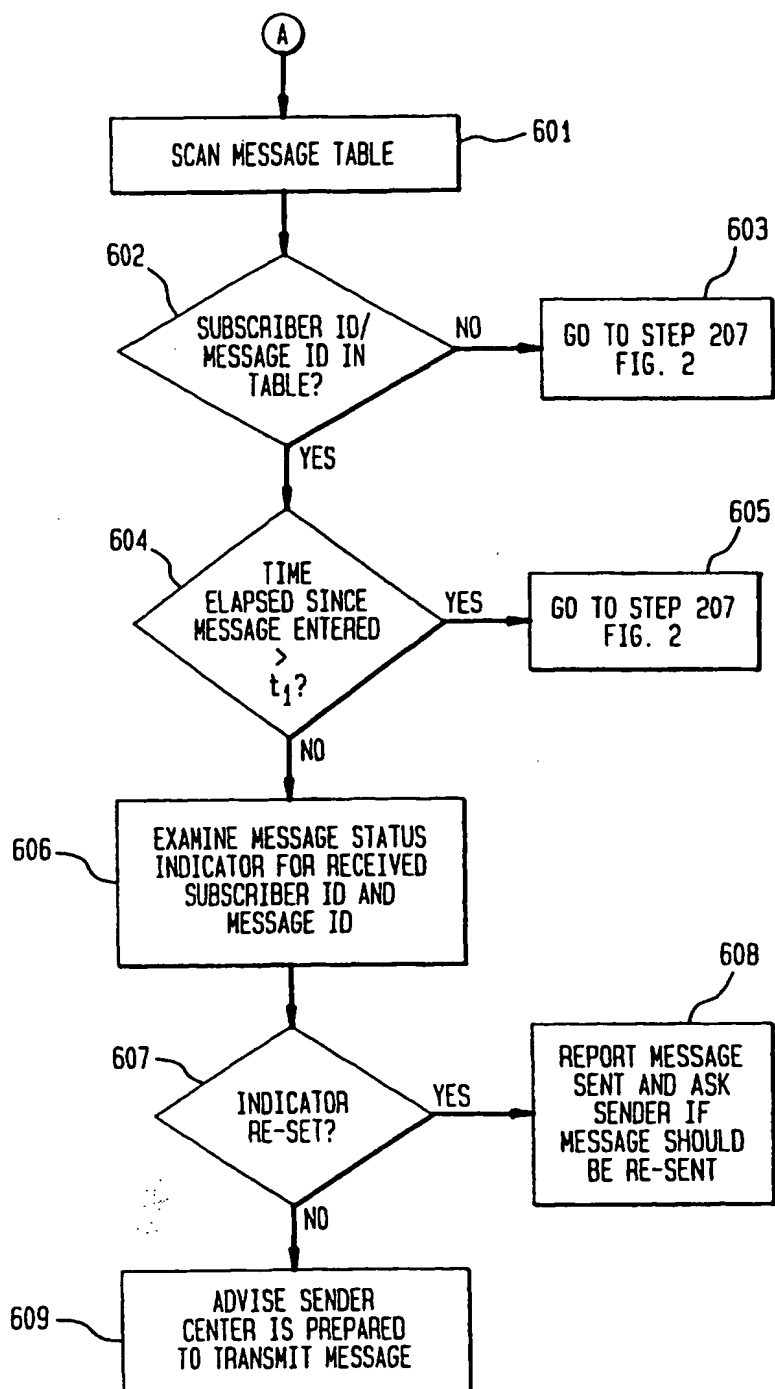 A
SCAN MESSAGE TABLE
601
602
SUBSCRIBER ID/
MESSAGE ID IN
TABLE?
NO
603
GO TO STEP 207
FIG. 2
YES
604
TIME
ELAPSED SINCE
MESSAGE ENTERED
>
t1?
YES
605
GO TO STEP 207
FIG. 2
NO
606
EXAMINE MESSAGE STATUS
INDICATOR FOR RECEIVED
SUBSCRIBER ID AND
MESSAGE ID
607
INDICATOR
RE-SET?
YES
608
REPORT MESSAGE
SENT AND ASK
SENDER IF
MESSAGE SHOULD
BE RE-SENT
NO
609
ADVISE SENDER
CENTER IS PREPARED
TO TRANSMIT MESSAGE